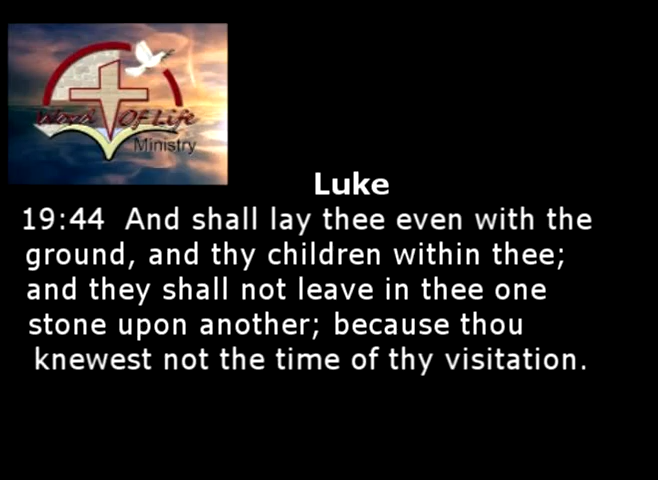 Word Of Life
Ministry
Luke
19:44 And shall lay thee even with the
ground, and thy children within thee;
and they shall not leave in thee one
stone upon another; because thou
knewest not the time of thy visitation.